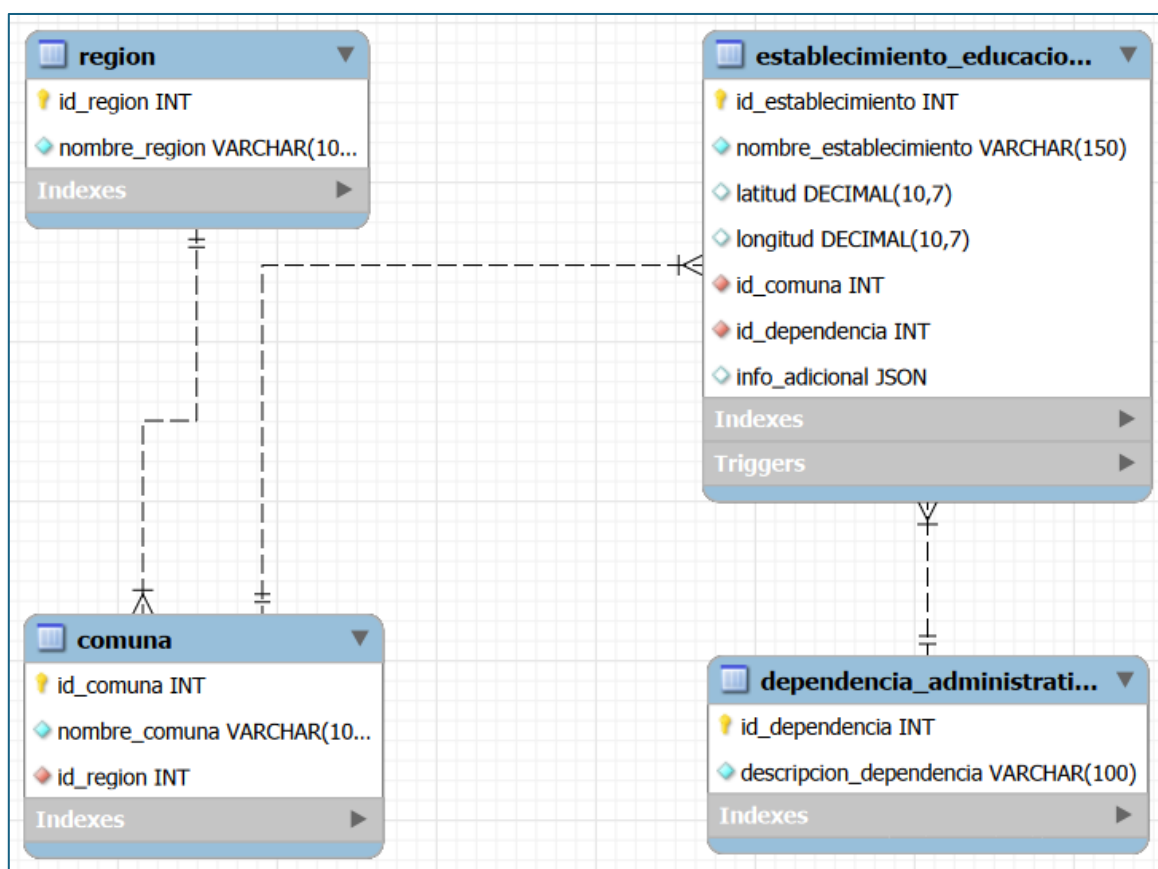 region
id_region INT
nombre_region VARCHAR(10...
Indexes
establecimiento_educacio...
id_establecimiento INT
nombre_establecimiento VARCHAR(150)
latitud DECIMAL(10,7)
longitud DECIMAL(10,7)
id_comuna INT
id_dependencia INT
info_adicional JSON
Indexes
Triggers
comuna
id_comuna INT
nombre_comuna VARCHAR(10...
id_region INT
Indexes
dependencia_administrati...
id_dependencia INT
descripcion_dependencia VARCHAR(100)
Indexes